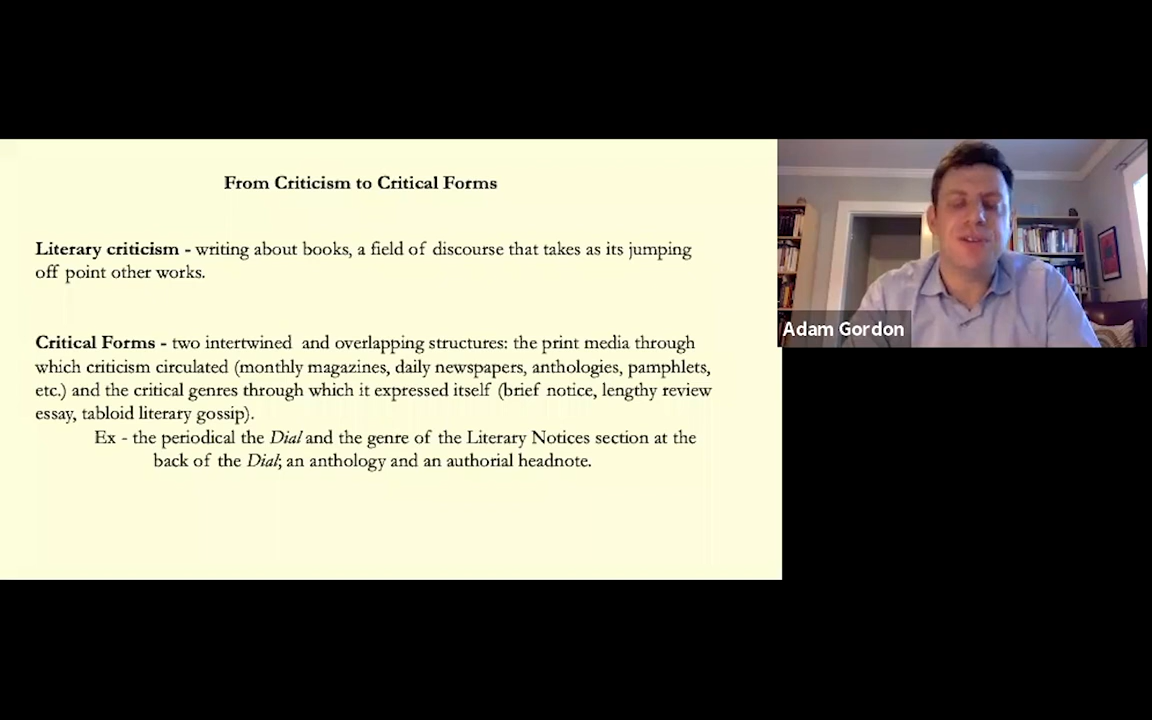 From Criticism to Critical Forms
Literary criticism - writing about books, a field of discourse that takes as its jumping
off point other works.
Critical Forms - two intertwined and overlapping structures: the print media through
which criticism circulated (monthly magazines, daily newspapers, anthologies, pamphlets,
etc.) and the critical genres through which it expressed itself (brief notice, lengthy review
essay, tabloid literary gossip).
Ex - the periodical the Dial and the genre of the Literary Notices section at the
back of the Dial; an anthology and an authorial headnote.
Adam Gordon